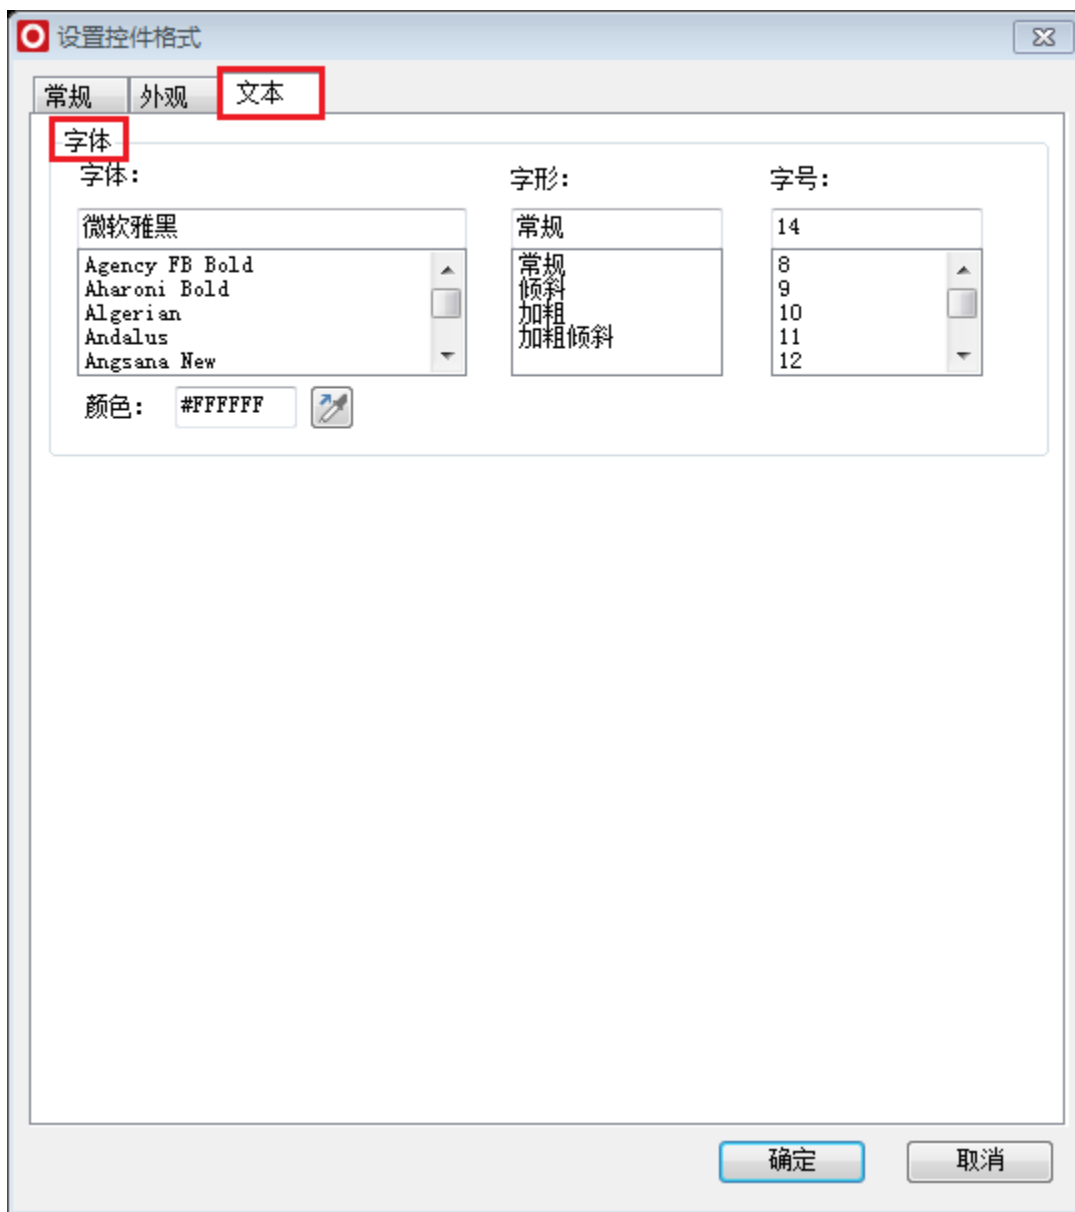 设置控件格式
常规 外观 文本
字体
字体： 字形： 字号：
微软雅黑 常规 14
Agency FB Bold 常规 8
Aharoni Bold 倾斜 9
Algerian 加粗 10
Andalus 加粗倾斜 11
Angsana New 12
颜色： #FFFFFF
确定 取消